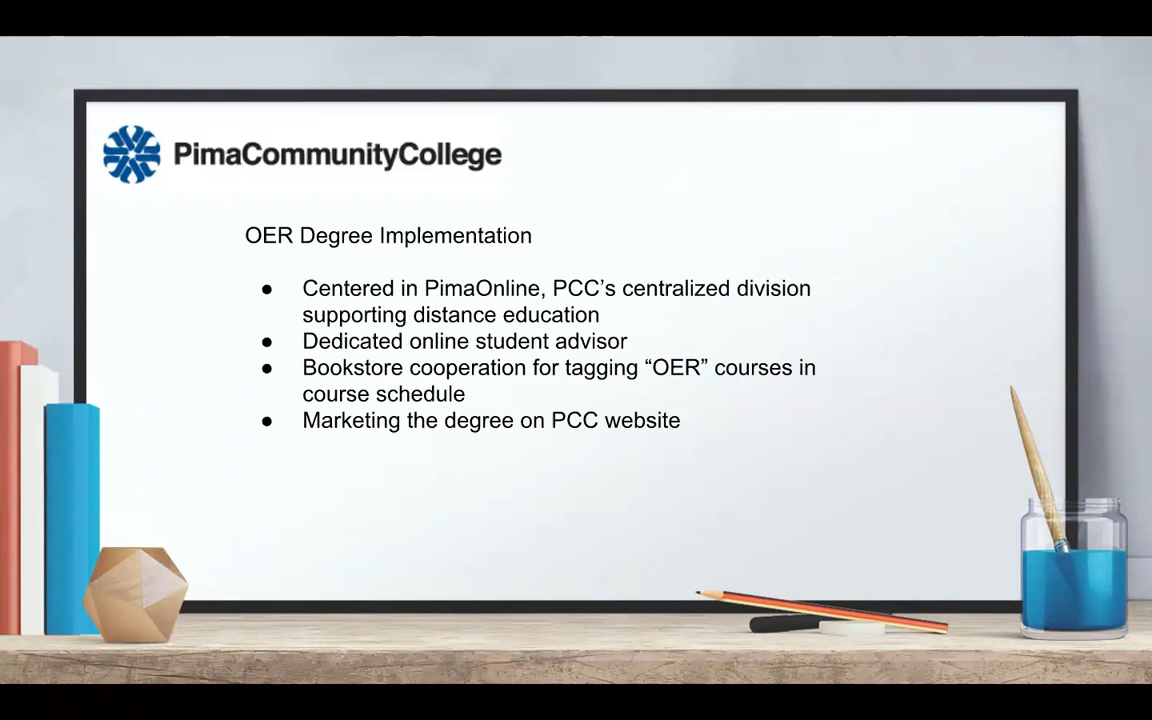 PimaCommunityCollege
OER Degree Implementation
● Centered in PimaOnline, PCC’s centralized division
supporting distance education
● Dedicated online student advisor
● Bookstore cooperation for tagging “OER” courses in
course schedule
● Marketing the degree on PCC website